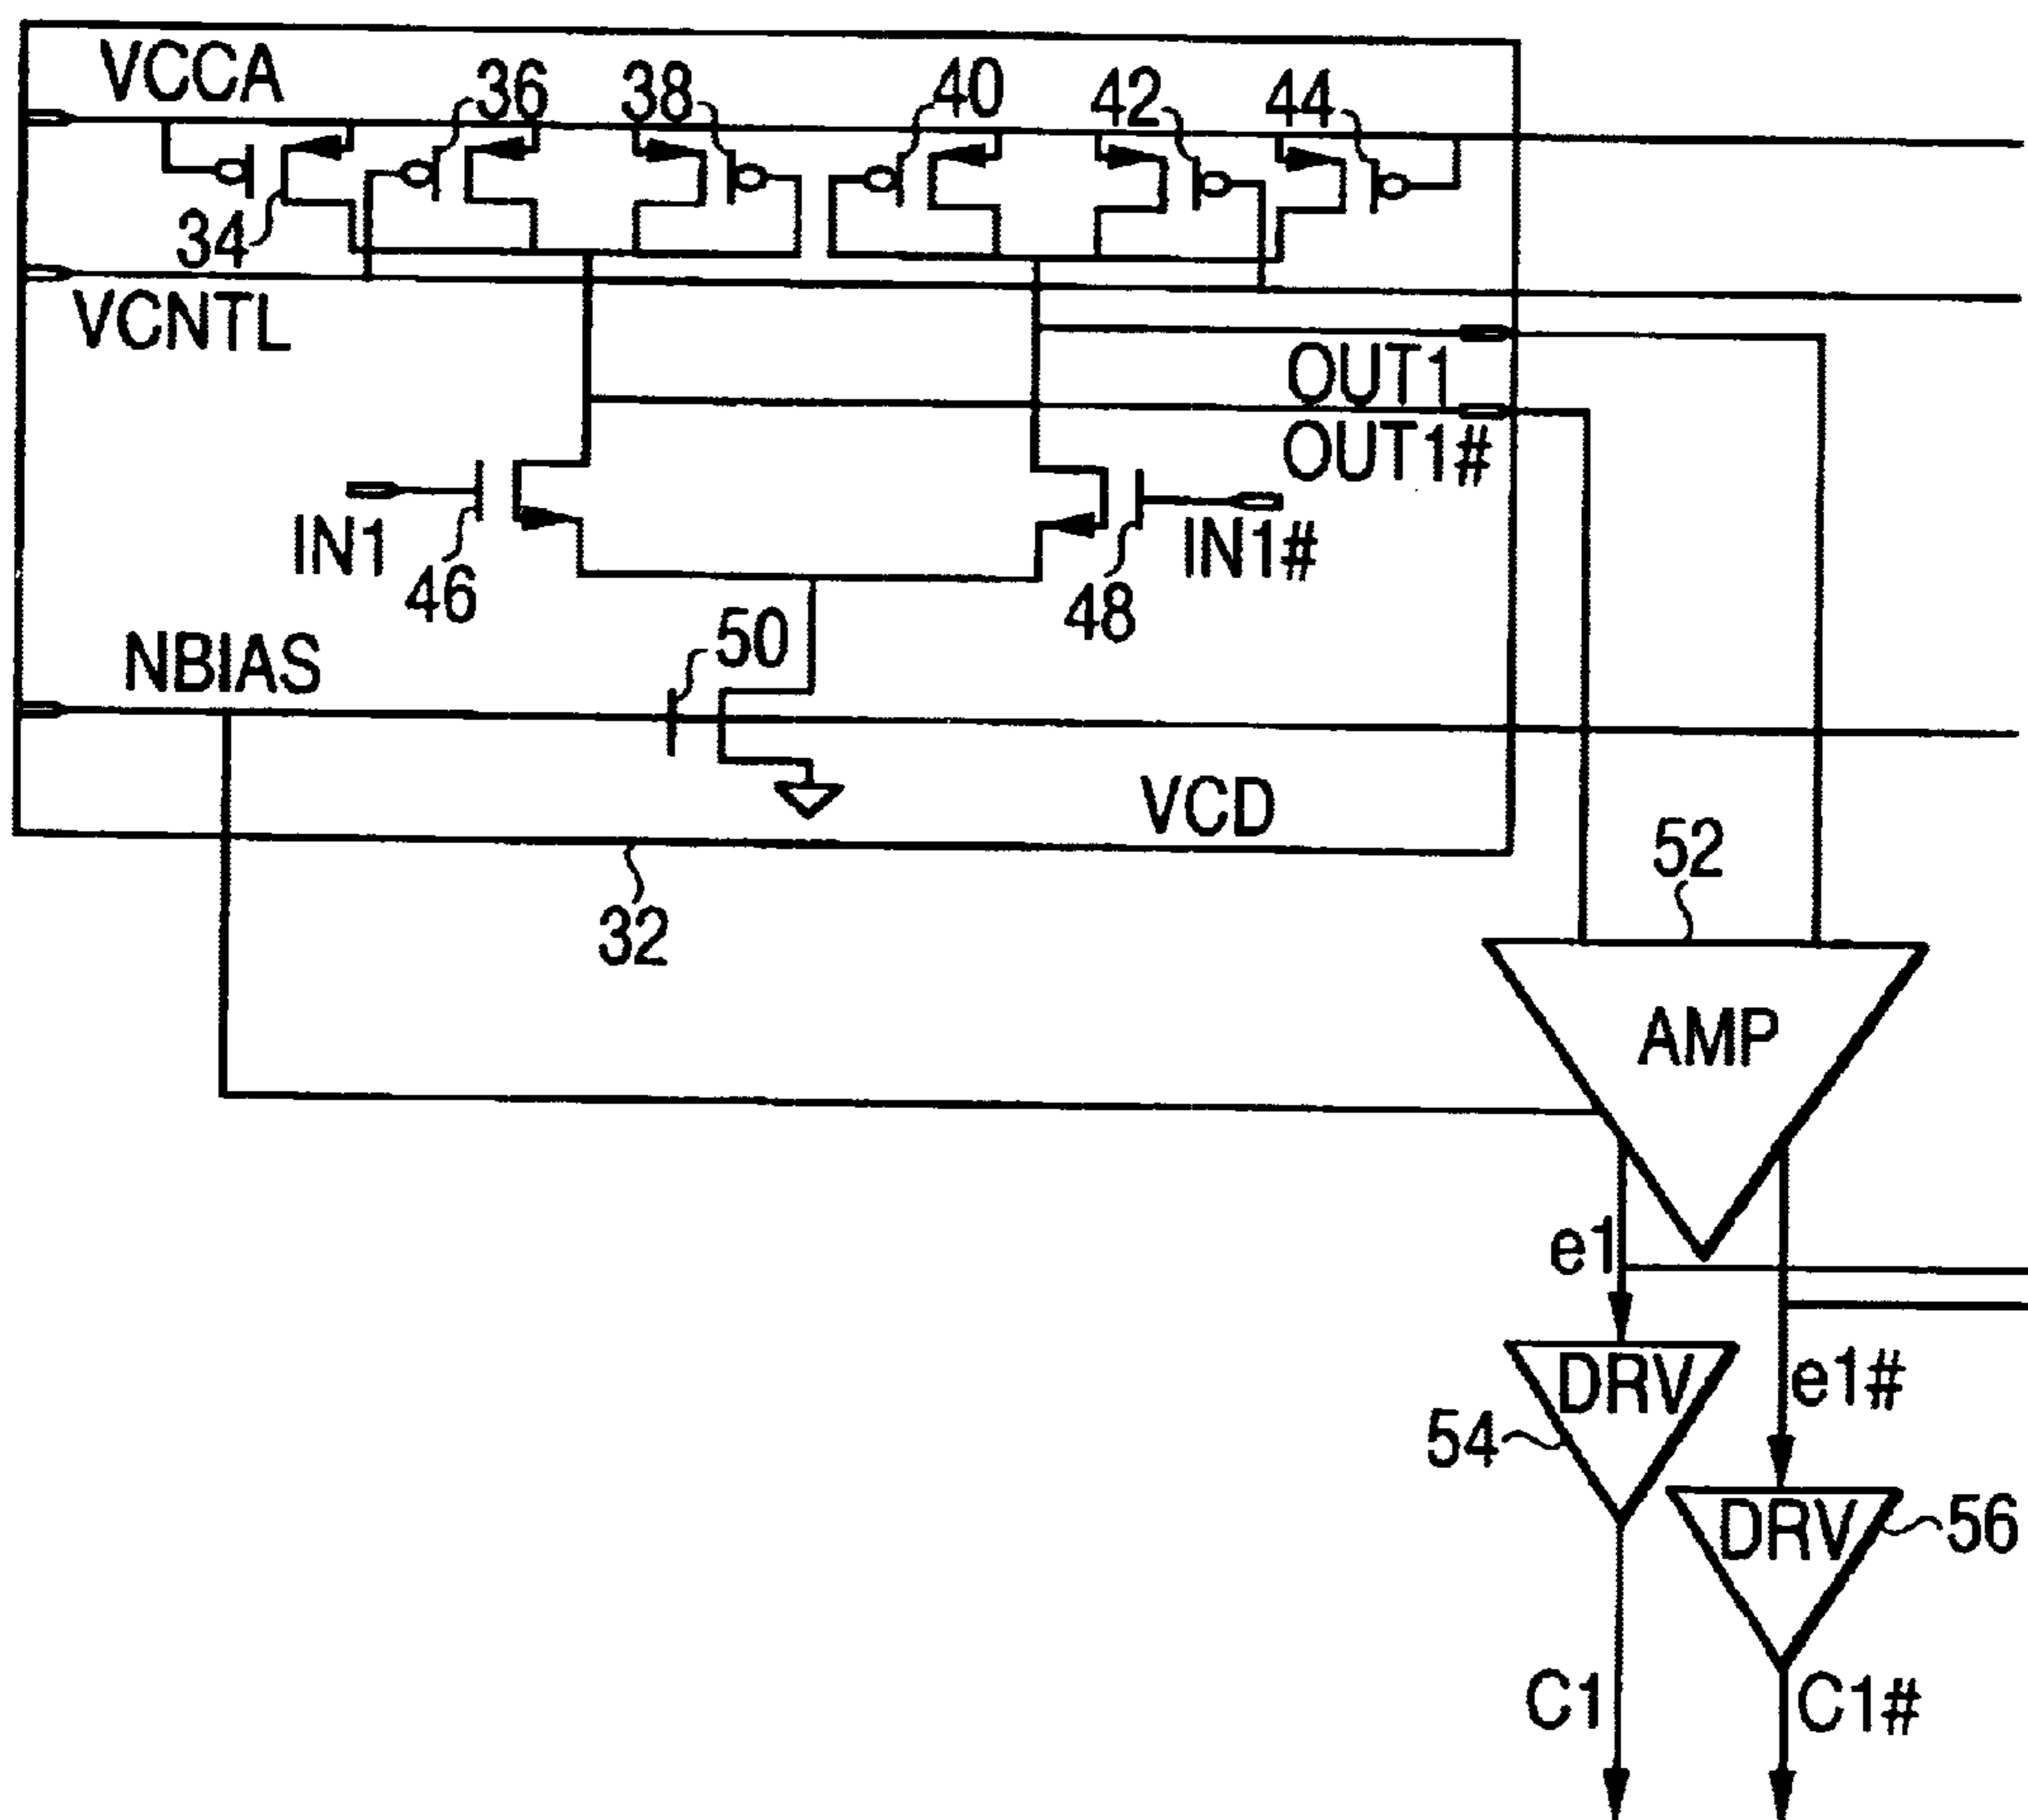 VCCA
36
38
40
42
44
34
VCNTL
OUT1
OUT1#
IN1
46
IN1#
48
NBIAS
50
VCD
32
52
AMP
e1
DRV
e1#
54
DRV
56
C1
C1#